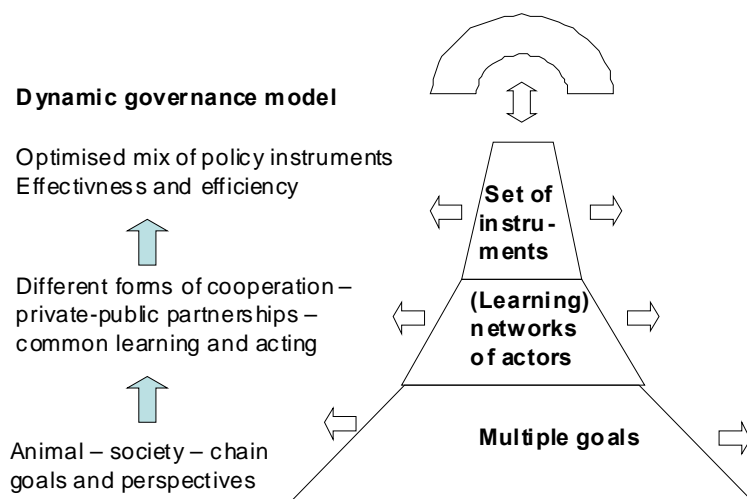 Dynamic governance model
Optimised mix of policy instruments
Effectivness and efficiency
Different forms of cooperation –
private-public partnerships –
common learning and acting
Animal – society – chain
goals and perspectives
Set of
instru-
ments
(Learning)
networks
of actors
Multiple goals